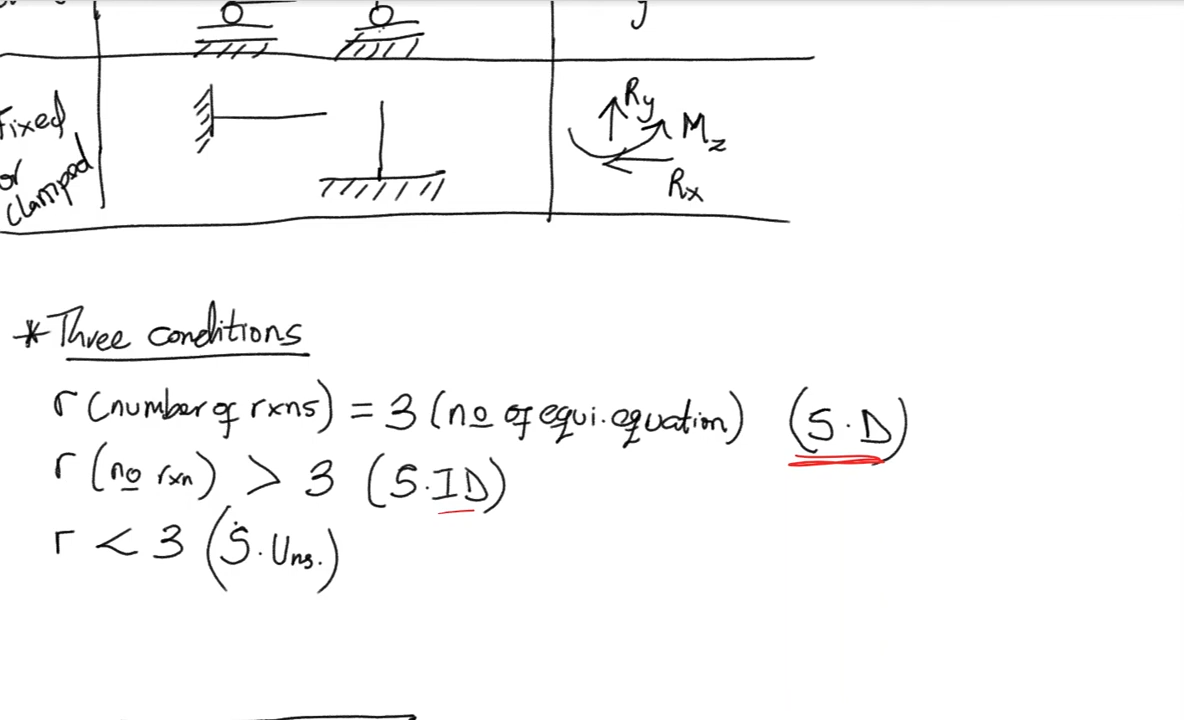 y
Fixed
or
clamped
Ry
Mz
Rx
* Three conditions
r (number of rxns) = 3 (no of equi. equation) (S.D)
r (no rxn) > 3 (S.ID)
r < 3 (S.Uns.)